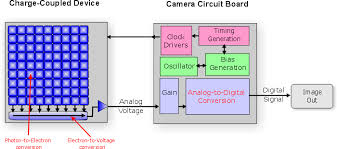 Charge-Coupled Device
Camera Circuit Board
Clock
Drivers
Timing
Generation
Oscillator
Bias
Generation
Gain
Analog-to-Digital
Conversion
Analog
Voltage
Digital
Signal
Image
Out
Photon-to-Electron
conversion
Electron-to-Voltage
conversion